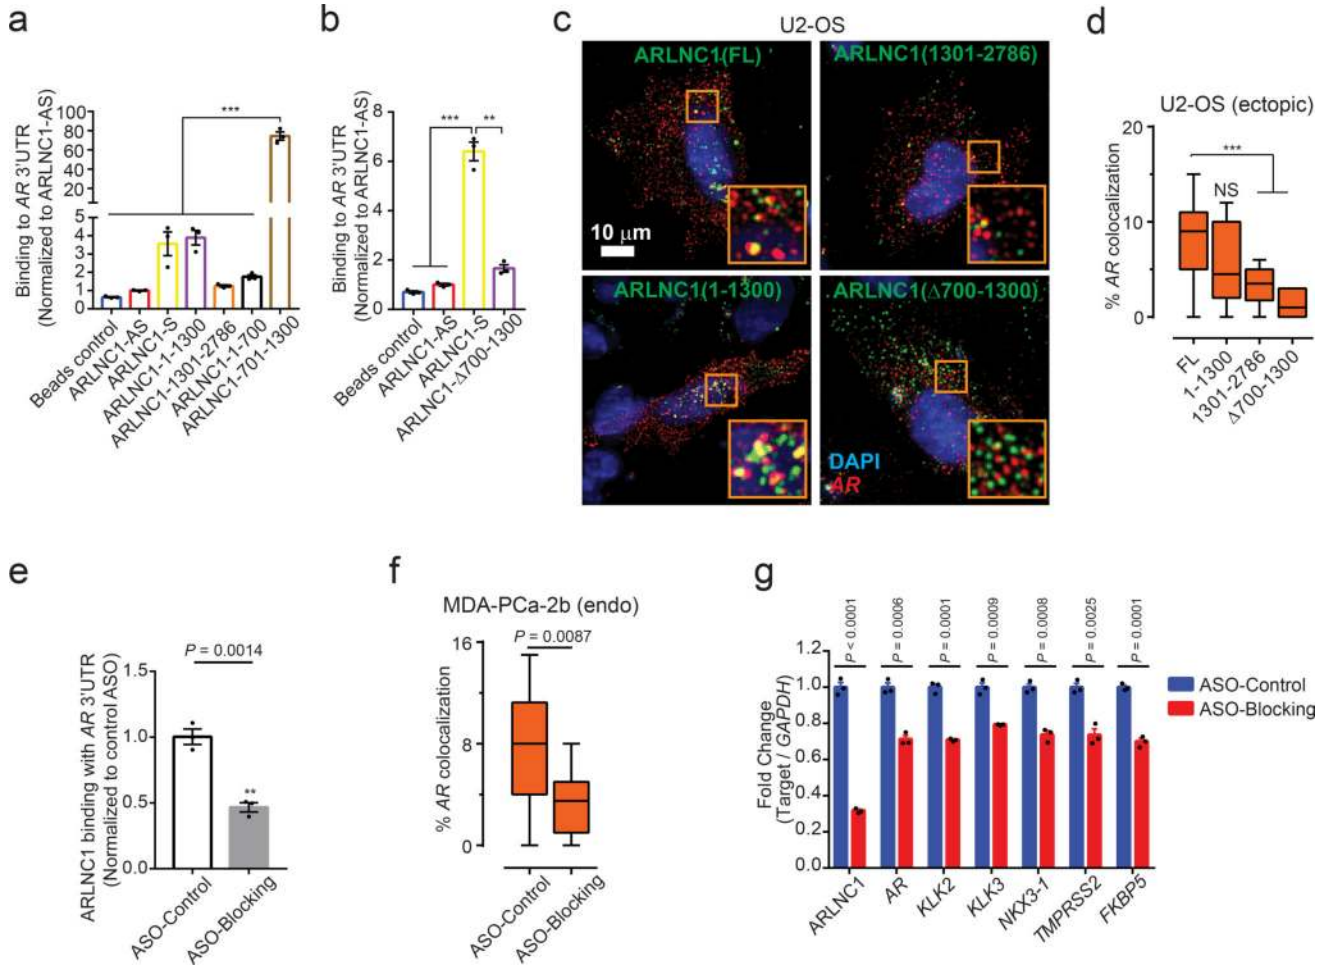 a
Binding to AR 3'UTR
(Normalized to ARLNC1-AS)
100
80
60
40
20
5
4
3
2
1
0
***
Beads control
ARLNC1-AS
ARLNC1-S
ARLNC1-1-1300
ARLNC1-1301-2786
ARLNC1-1-700
ARLNC1-701-1300
b
Binding to AR 3'UTR
(Normalized to ARLNC1-AS)
8
6
4
2
0
*** **
Beads control
ARLNC1-AS
ARLNC1-S
ARLNC1-Δ700-1300
c
U2-OS
ARLNC1(FL)
ARLNC1(1301-2786)
10 μm
ARLNC1(1-1300)
ARLNC1(Δ700-1300)
DAPI
AR
d
U2-OS (ectopic)
% AR colocalization
20
10
0
***
NS
FL
1-1300
1301-2786
Δ700-1300
e
ARLNC1 binding with AR 3'UTR
(Normalized to control ASO)
1.5
1.0
0.5
0.0
P = 0.0014
**
ASO-Control
ASO-Blocking
f
MDA-PCa-2b (endo)
% AR colocalization
16
8
0
P = 0.0087
ASO-Control
ASO-Blocking
g
Fold Change
(Target / GAPDH)
1.2
1.0
0.8
0.6
0.4
0.2
0.0
P < 0.0001
P = 0.0006
P = 0.0001
P = 0.0009
P = 0.0008
P = 0.0025
P = 0.0001
ARLNC1
AR
KLK2
KLK3
NKX3-1
TMPRSS2
FKBP5
ASO-Control
ASO-Blocking